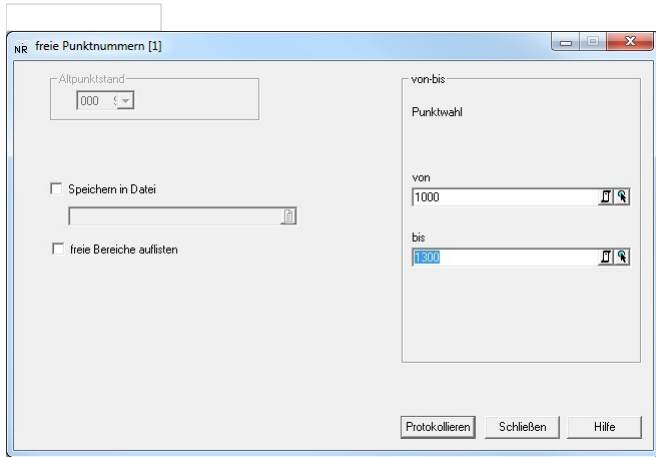 NR freie Punktnummern [1]
Altpunktstand
000
Speichern in Datei
freie Bereiche auflisten
von-bis
Punktwahl
von
1000
bis
1300
Protokollieren Schließen Hilfe